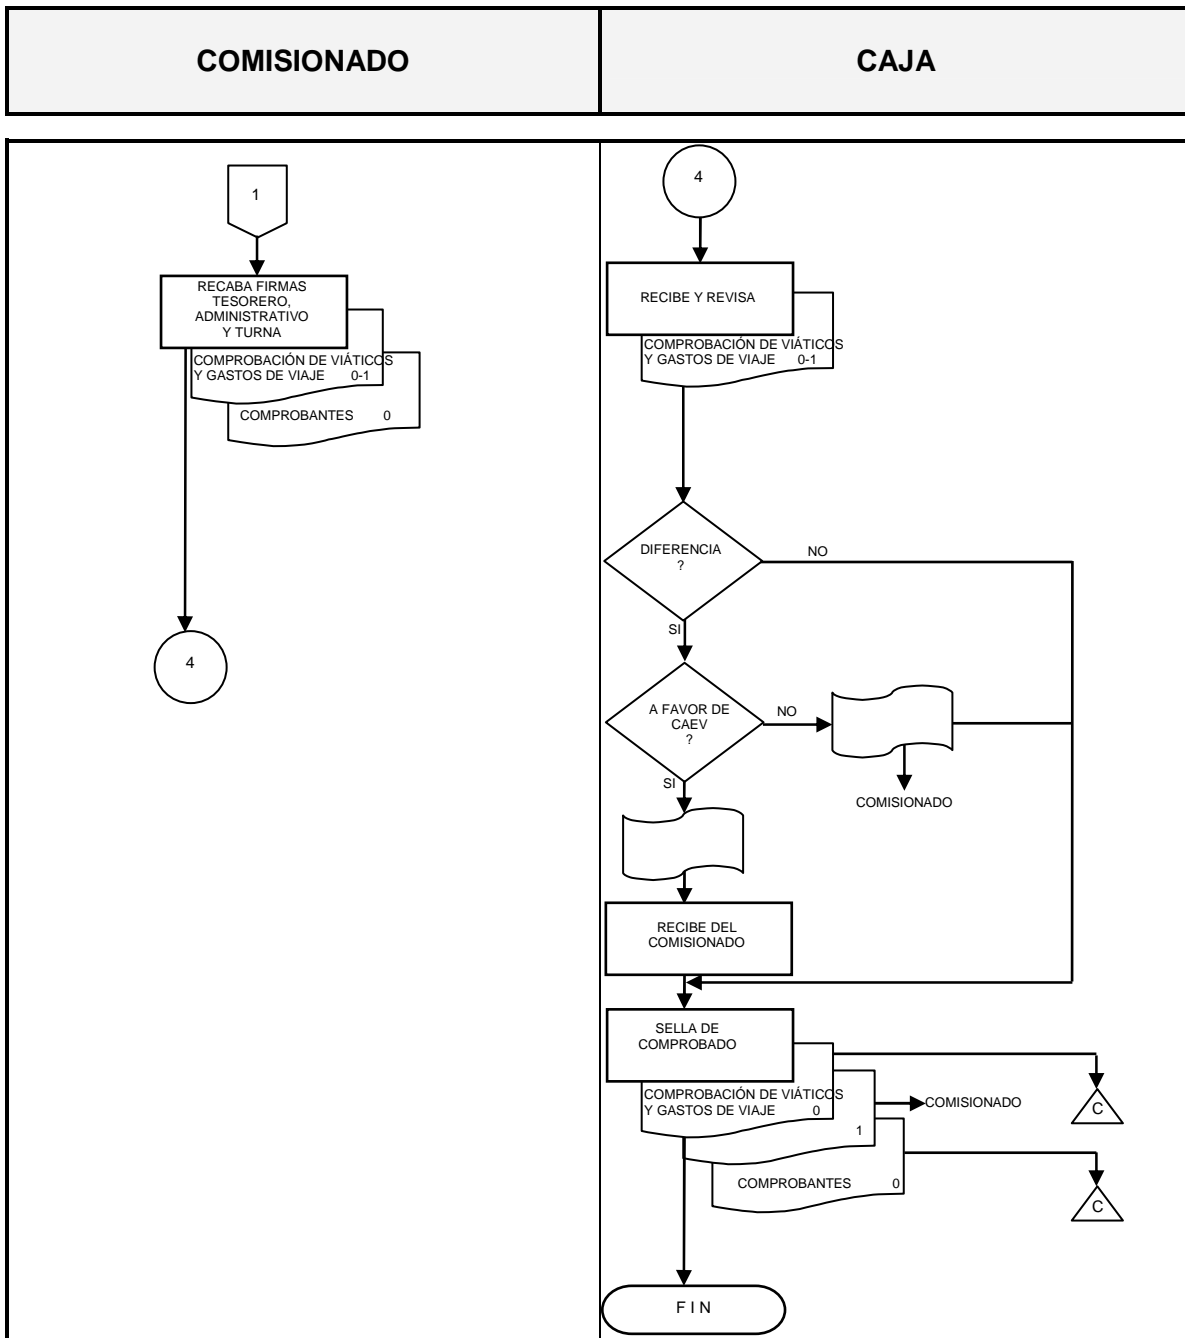 COMISIONADO
CAJA
1
RECABA FIRMAS
TESORERO,
ADMINISTRATIVO
Y TURNA
COMPROBACIÓN DE VIÁTICOS
Y GASTOS DE VIAJE 0-1
COMPROBANTES 0
4
4
RECIBE Y REVISA
COMPROBACIÓN DE VIÁTICOS
Y GASTOS DE VIAJE 0-1
DIFERENCIA
?
NO
SI
A FAVOR DE
CAEV
?
NO
COMISIONADO
SI
RECIBE DEL
COMISIONADO
SELLA DE
COMPROBADO
COMPROBACIÓN DE VIÁTICOS
Y GASTOS DE VIAJE 0
C
COMISIONADO
1
COMPROBANTES 0
C
F I N